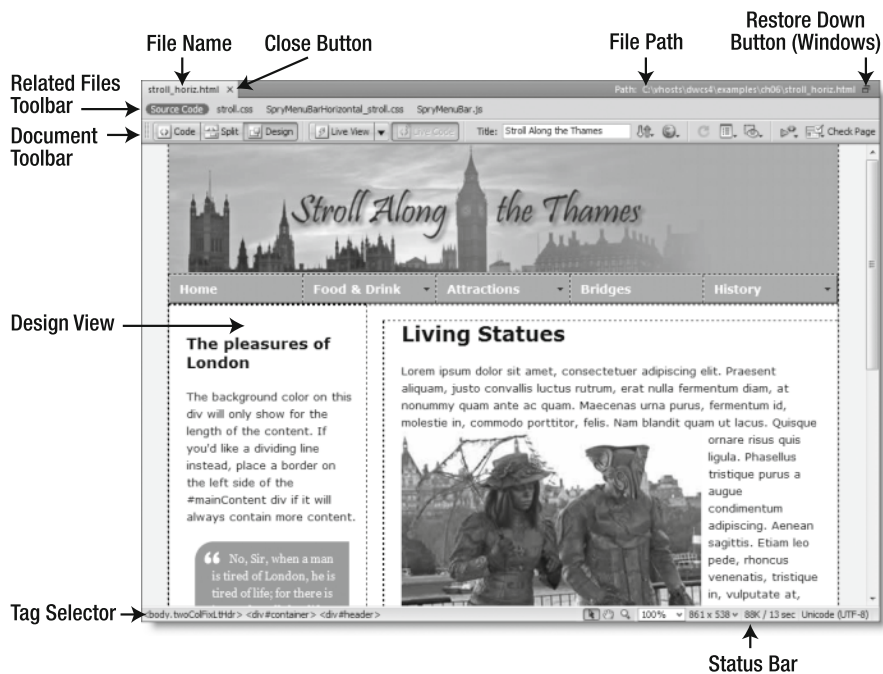 File Name
Close Button
File Path
Restore Down
Button (Windows)
Related Files
Toolbar
stroll_horiz.html ×
Path: C:\vhosts\dwcs4\examples\ch06\stroll_horiz.html
Source Code stroll.css SpryMenuBarHorizontal_stroll.css SpryMenuBar.js
Document
Toolbar
Code Split Design Live View Live Code Title: Stroll Along the Thames Check Page
Stroll Along the Thames
Home Food & Drink Attractions Bridges History
Design View
The pleasures of
London
The background color on this
div will only show for the
length of the content. If
you'd like a dividing line
instead, place a border on
the left side of the
#mainContent div if it will
always contain more content.
“ No, Sir, when a man
is tired of London, he is
tired of life; for there is
Living Statues
Lorem ipsum dolor sit amet, consectetuer adipiscing elit. Praesent
aliquam, justo convallis luctus rutrum, erat nulla fermentum diam, at
nonummy quam ante ac quam. Maecenas urna purus, fermentum id,
molestie in, commodo porttitor, felis. Nam blandit quam ut lacus. Quisque
ornare risus quis
ligula. Phasellus
tristique purus a
augue
condimentum
adipiscing. Aenean
sagittis. Etiam leo
pede, rhoncus
venenatis, tristique
in, vulputate at,
Tag Selector
<body.twoColFixLtHdr> <div#container> <div#header>
100% 861 x 538 88K / 13 sec Unicode (UTF-8)
Status Bar